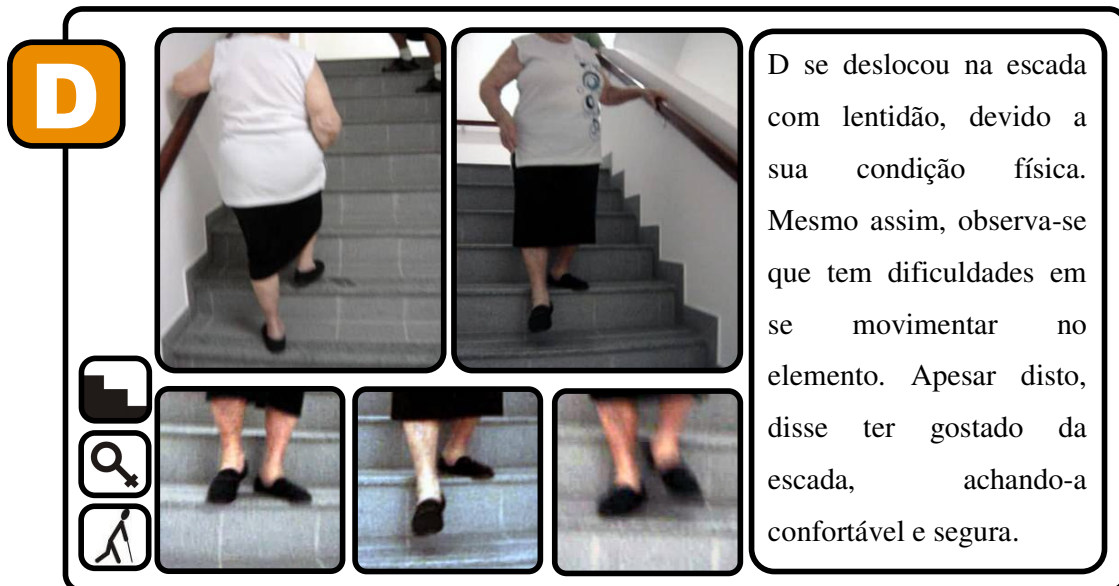 D
D se deslocou na escada
com lentidão, devido a
sua condição física.
Mesmo assim, observa-se
que tem dificuldades em
se movimentar no
elemento. Apesar disto,
disse ter gostado da
escada, achando-a
confortável e segura.